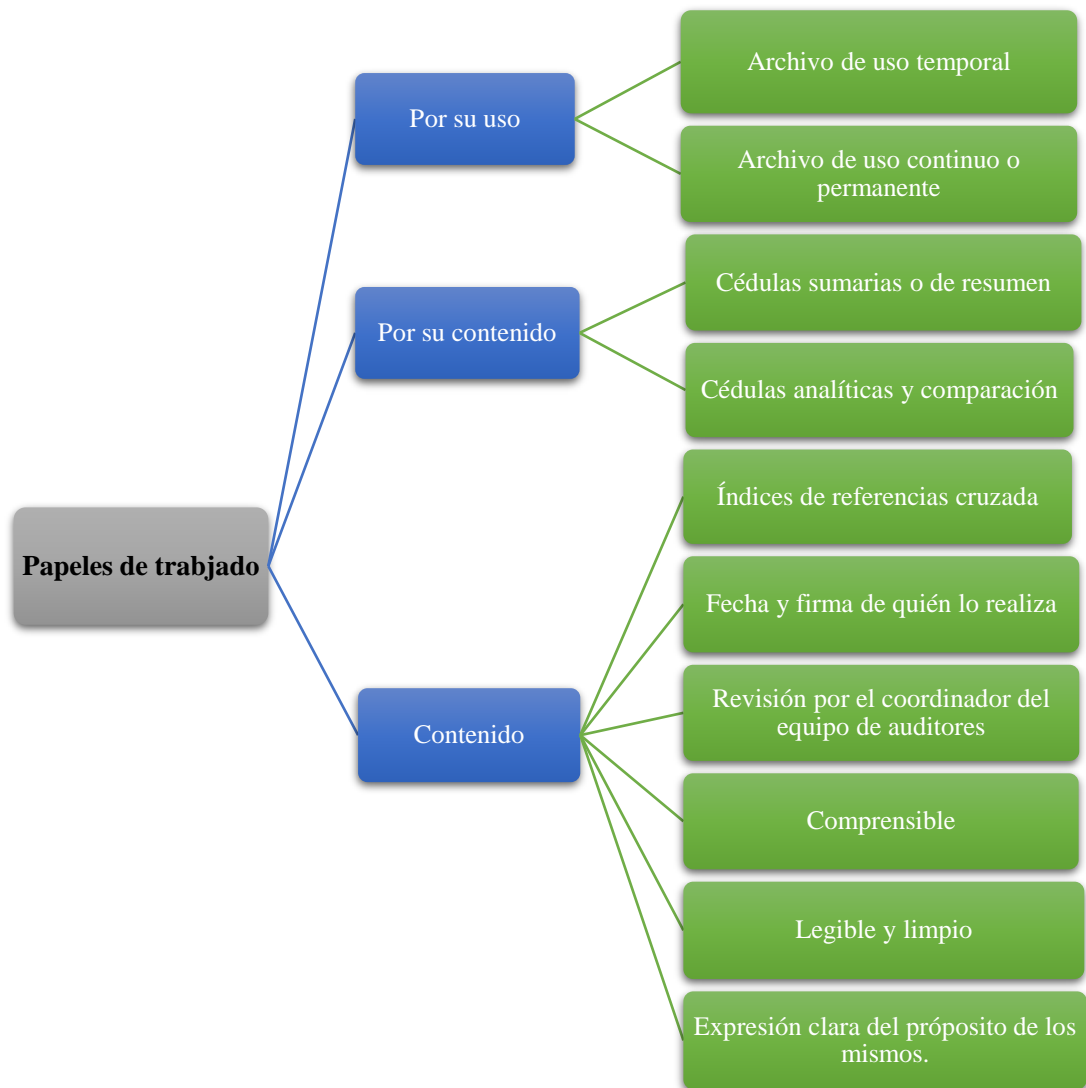 Archivo de uso temporal
Por su uso
Archivo de uso continuo o
permanente
Cédulas sumarias o de resumen
Por su contenido
Cédulas analíticas y comparación
Índices de referencias cruzada
Papeles de trabjado
Fecha y firma de quién lo realiza
Revisión por el coordinador del
equipo de auditores
Contenido
Comprensible
Legible y limpio
Expresión clara del próposito de los
mismos.